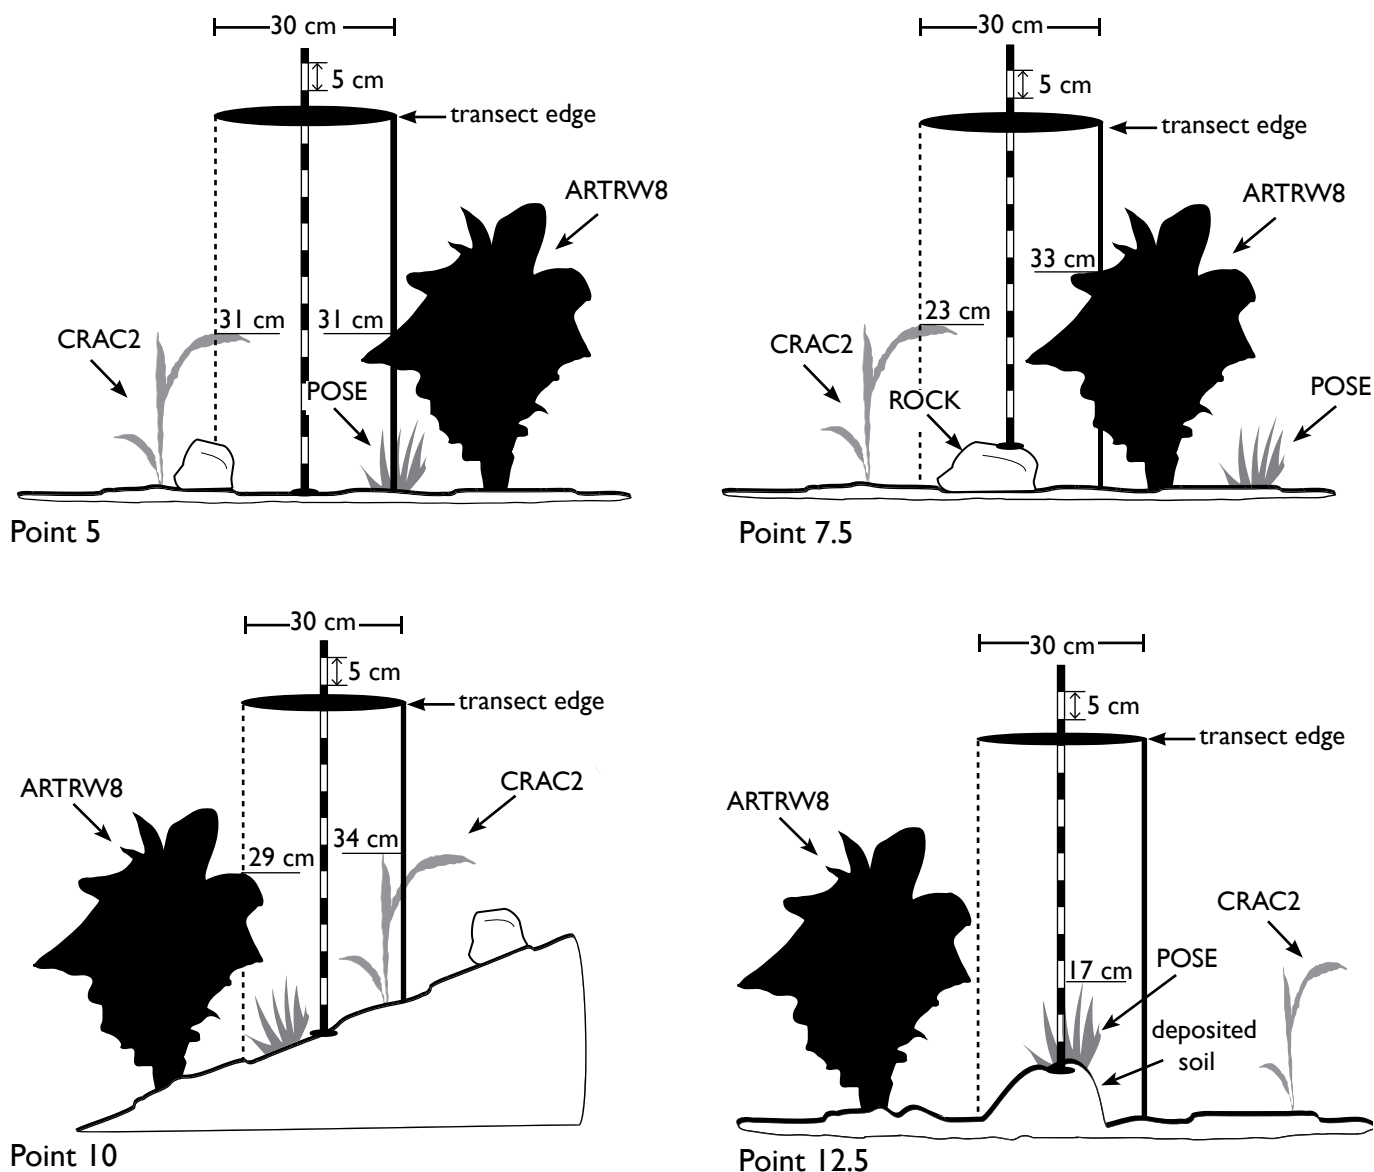 30 cm
5 cm
transect edge
ARTRW8
31 cm
31 cm
CRAC2
POSE
Point 5
30 cm
5 cm
transect edge
ARTRW8
33 cm
23 cm
CRAC2
ROCK
POSE
Point 7.5
30 cm
5 cm
transect edge
ARTRW8
CRAC2
34 cm
29 cm
Point 10
30 cm
5 cm
transect edge
ARTRW8
CRAC2
POSE
17 cm
deposited
soil
Point 12.5